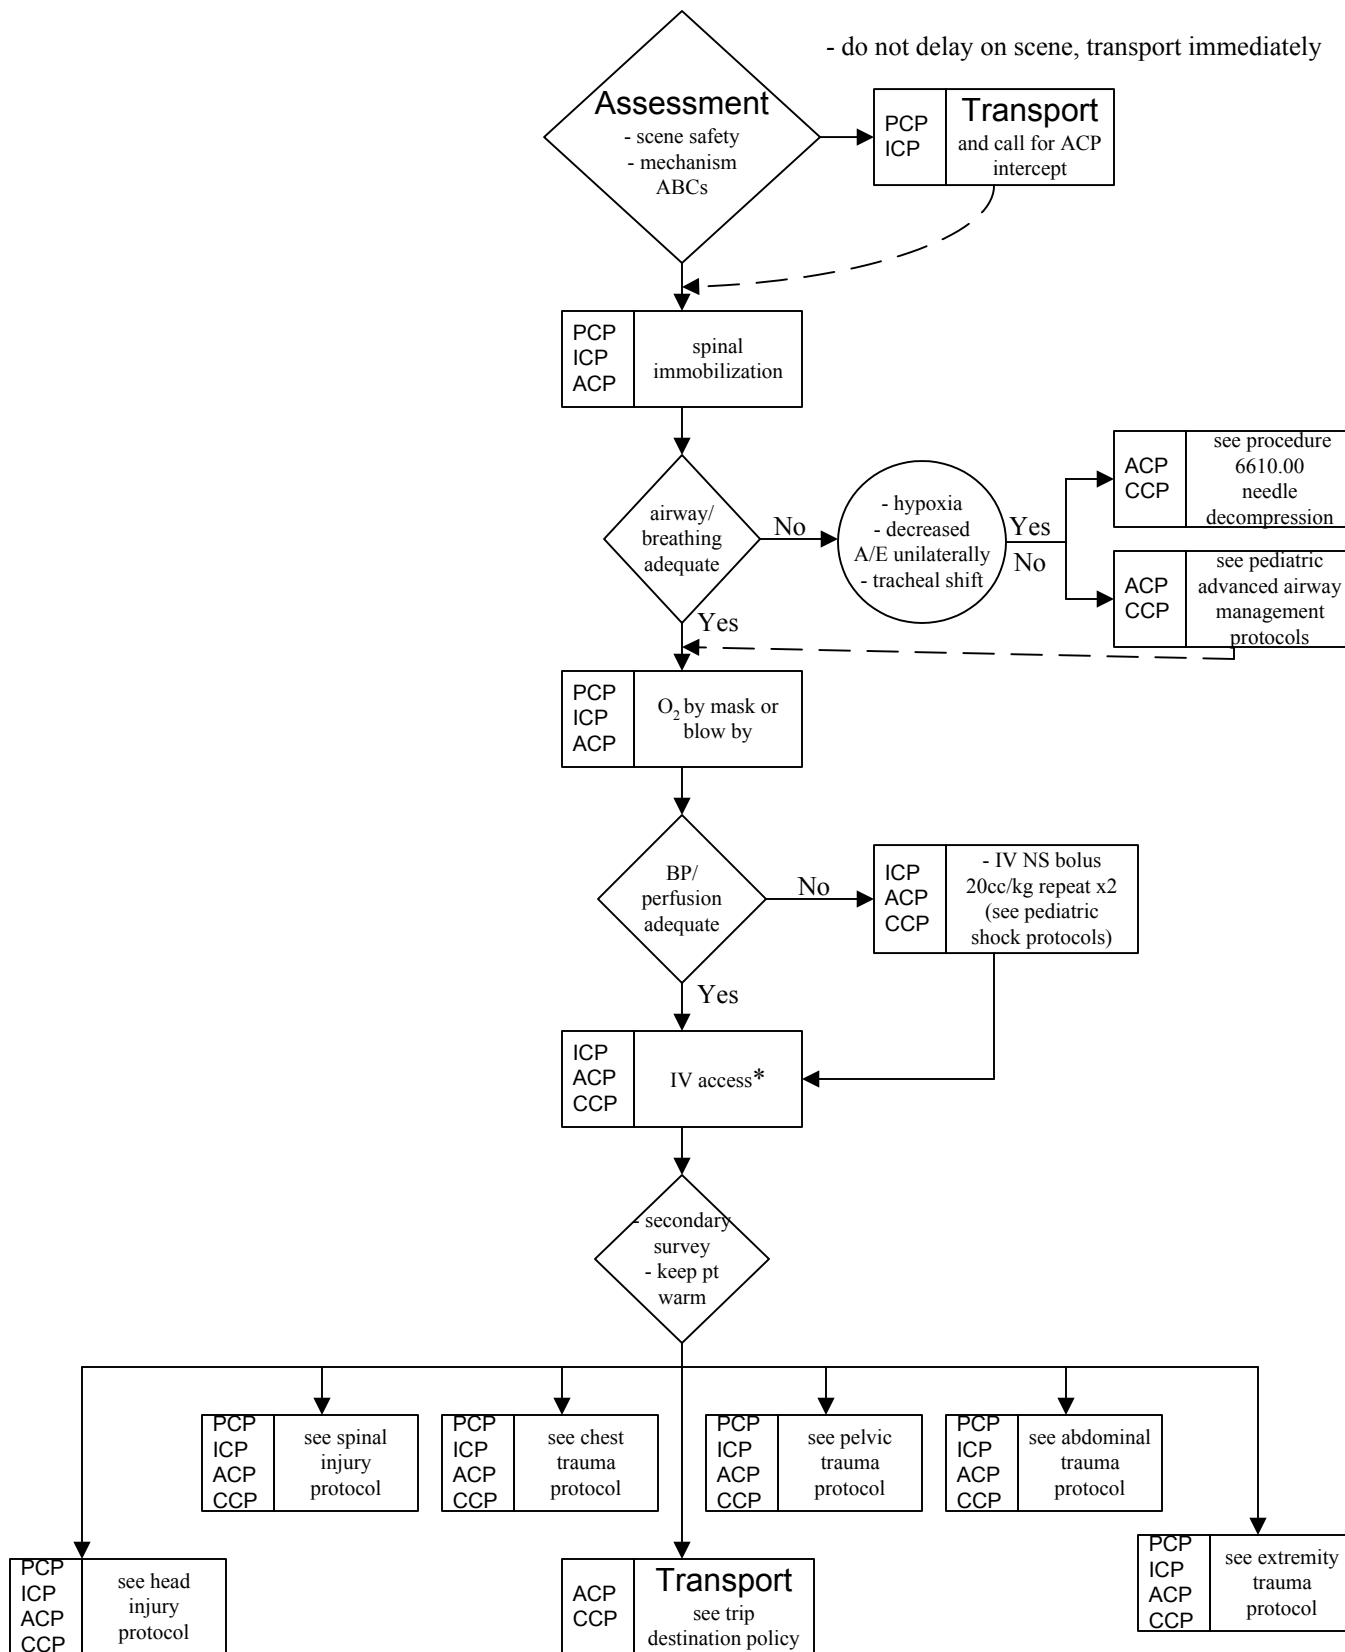 - do not delay on scene, transport immediately
Assessment
- scene safety
- mechanism
ABCs
PCP
ICP
Transport
and call for ACP
intercept
PCP
ICP
ACP
spinal
immobilization
airway/
breathing
adequate
No
- hypoxia
- decreased
A/E unilaterally
- tracheal shift
Yes
No
ACP
CCP
see procedure
6610.00
needle
decompression
ACP
CCP
see pediatric
advanced airway
management
protocols
Yes
PCP
ICP
ACP
O2 by mask or
blow by
BP/
perfusion
adequate
No
ICP
ACP
CCP
- IV NS bolus
20cc/kg repeat x2
(see pediatric
shock protocols)
Yes
ICP
ACP
CCP
IV access*
- secondary
survey
- keep pt
warm
PCP
ICP
ACP
CCP
see spinal
injury
protocol
PCP
ICP
ACP
CCP
see chest
trauma
protocol
PCP
ICP
ACP
CCP
see pelvic
trauma
protocol
PCP
ICP
ACP
CCP
see abdominal
trauma
protocol
PCP
ICP
ACP
CCP
see head
injury
protocol
ACP
CCP
Transport
see trip
destination policy
PCP
ICP
ACP
CCP
see extremity
trauma
protocol